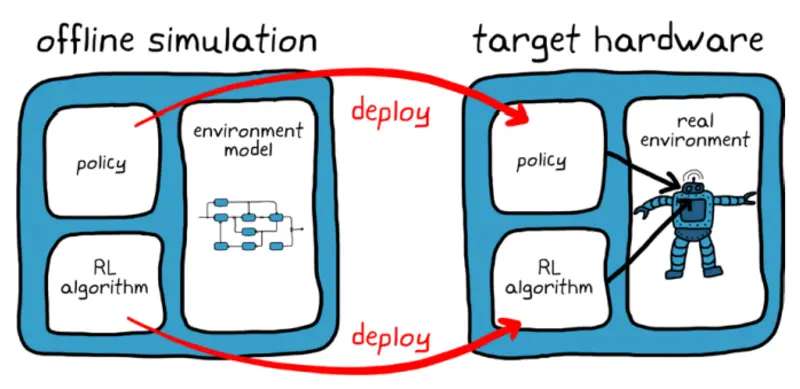 offline simulation
target hardware
deploy
policy
environment
model
RL
algorithm
policy
real
environment
RL
algorithm
deploy